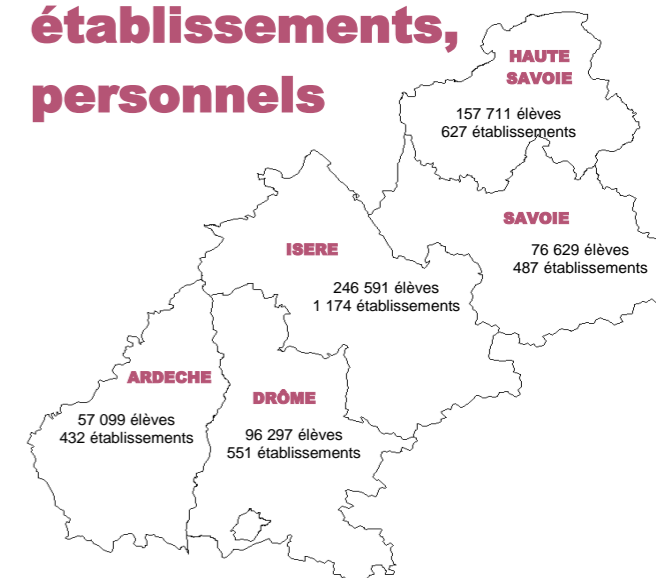 établissements,
personnels
HAUTE
SAVOIE
157 711 élèves
627 établissements
SAVOIE
76 629 élèves
487 établissements
ISERE
246 591 élèves
1 174 établissements
ARDECHE
57 099 élèves
432 établissements
DRÔME
96 297 élèves
551 établissements